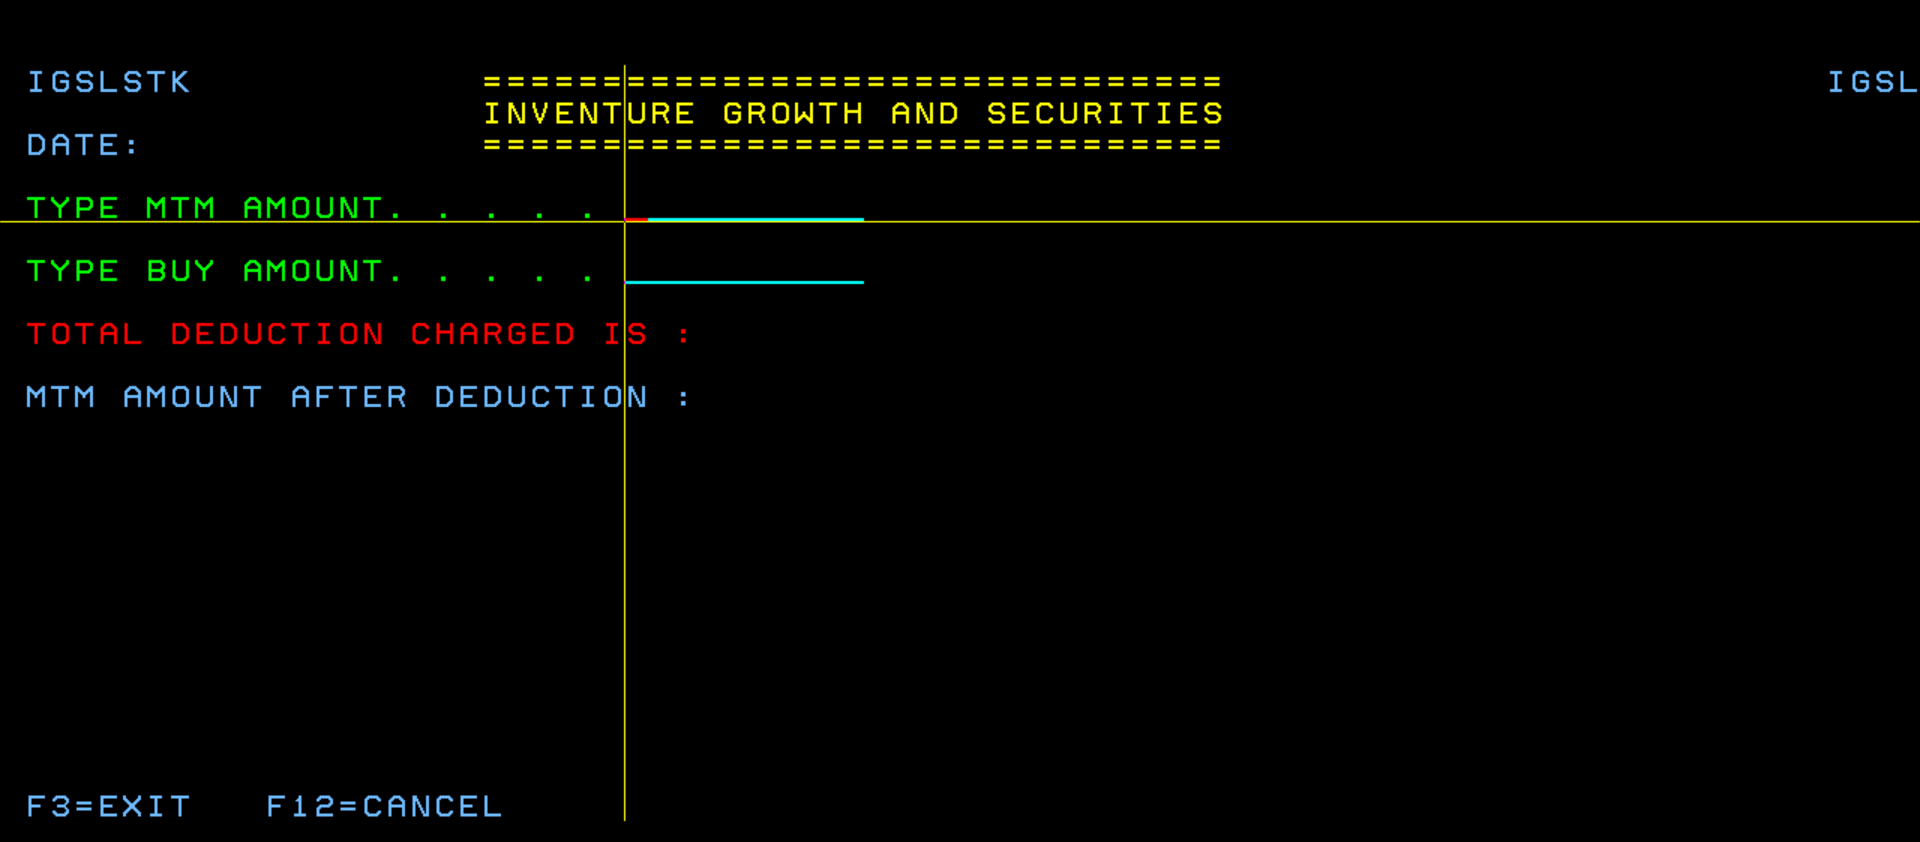 IGSLSTK =============================== IGSL
INVENTURE GROWTH AND SECURITIES
DATE: ===============================
TYPE MTM AMOUNT. . . . .
TYPE BUY AMOUNT. . . . .
TOTAL DEDUCTION CHARGED IS :
MTM AMOUNT AFTER DEDUCTION :
F3=EXIT F12=CANCEL